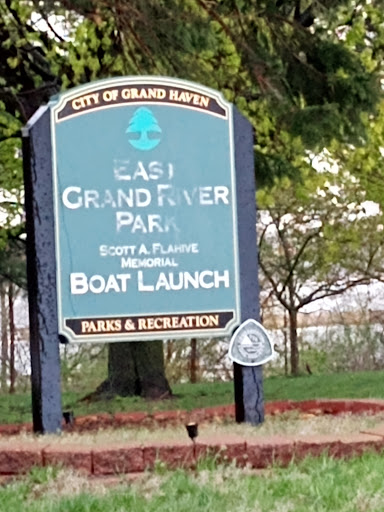 CITY OF GRAND HAVEN
EAST
GRAND RIVER
PARK
SCOTT A. FLAHIVE
MEMORIAL
BOAT LAUNCH
PARKS & RECREATION